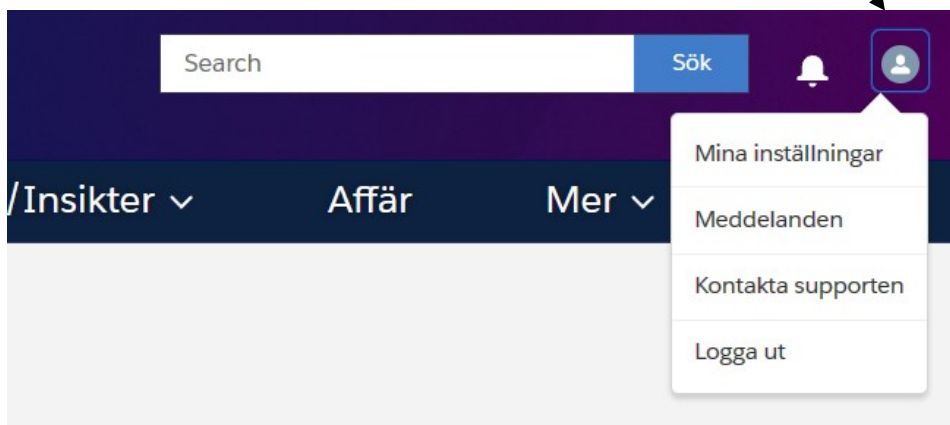 Search
Sök
/Insikter
Affär
Mer
Mina inställningar
Meddelanden
Kontakta supporten
Logga ut